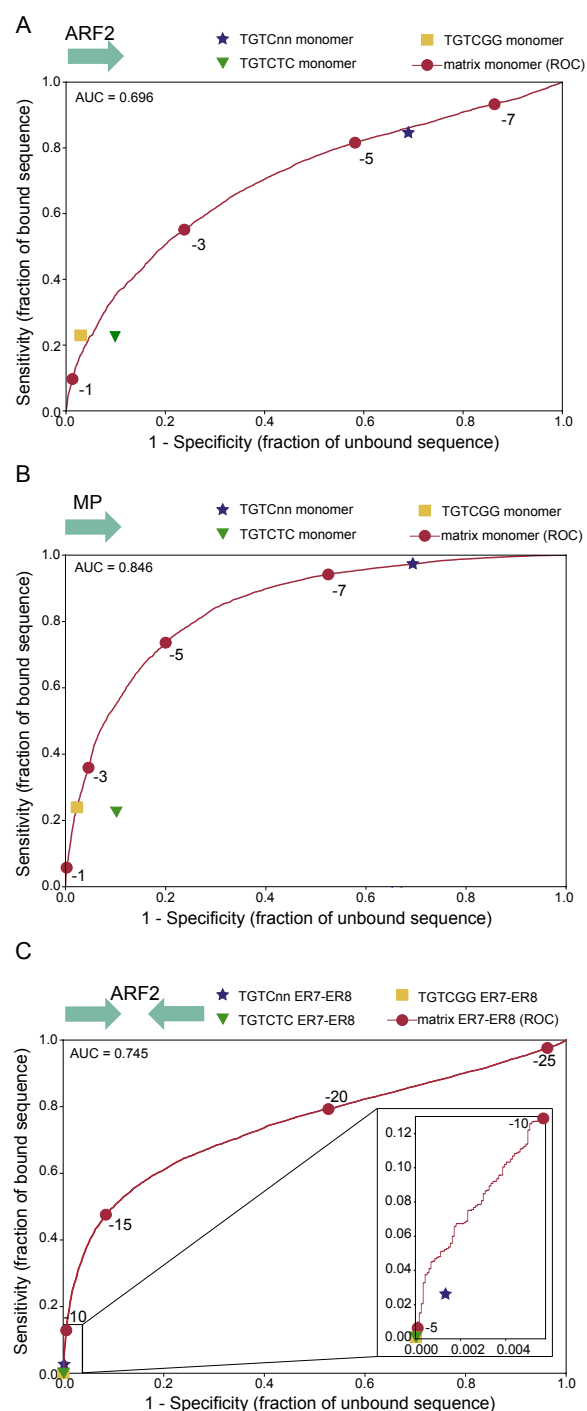 A
ARF2
TGTCnn monomer
TGTCGG monomer
TGTCTC monomer
matrix monomer (ROC)
AUC = 0.696
1.0
0.8
0.6
0.4
0.2
0.0
-7
-5
-3
-1
0.0 0.2 0.4 0.6 0.8 1.0
Sensitivity (fraction of bound sequence)
1 - Specificity (fraction of unbound sequence)
B
MP
TGTCnn monomer
TGTCGG monomer
TGTCTC monomer
matrix monomer (ROC)
AUC = 0.846
1.0
0.8
0.6
0.4
0.2
0.0
-7
-5
-3
-1
0.0 0.2 0.4 0.6 0.8 1.0
Sensitivity (fraction of bound sequence)
1 - Specificity (fraction of unbound sequence)
C
ARF2
TGTCnn ER7-ER8
TGTCGG ER7-ER8
TGTCTC ER7-ER8
matrix ER7-ER8 (ROC)
AUC = 0.745
1.0
0.8
0.6
0.4
0.2
0.0
-25
-20
-15
-10
0.12
0.10
0.08
0.06
0.04
0.02
0.00
-10
-5
0.000 0.002 0.004
0.0 0.2 0.4 0.6 0.8 1.0
Sensitivity (fraction of bound sequence)
1 - Specificity (fraction of unbound sequence)